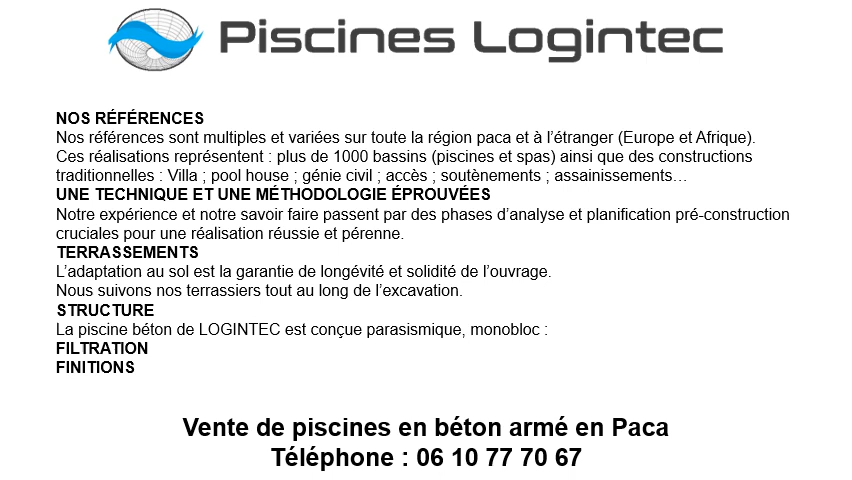 Piscines Logintec
NOS RÉFÉRENCES
Nos références sont multiples et variées sur toute la région paca et à l’étranger (Europe et Afrique).
Ces réalisations représentent : plus de 1000 bassins (piscines et spas) ainsi que des constructions
traditionnelles : Villa ; pool house ; génie civil ; accès ; soutènements ; assainissements…
UNE TECHNIQUE ET UNE MÉTHODOLOGIE ÉPROUVÉES
Notre expérience et notre savoir faire passent par des phases d’analyse et planification pré-construction
cruciales pour une réalisation réussie et pérenne.
TERRASSEMENTS
L’adaptation au sol est la garantie de longévité et solidité de l’ouvrage.
Nous suivons nos terrassiers tout au long de l’excavation.
STRUCTURE
La piscine béton de LOGINTEC est conçue parasismique, monobloc :
FILTRATION
FINITIONS
Vente de piscines en béton armé en Paca
Téléphone : 06 10 77 70 67